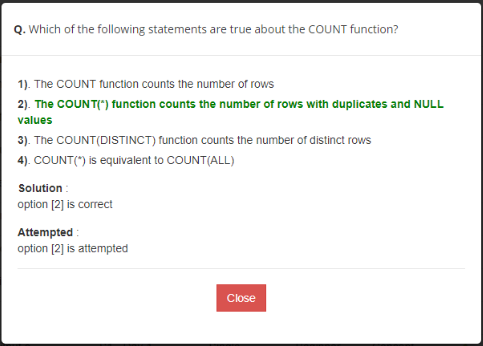 Q. Which of the following statements are true about the COUNT function?
1). The COUNT function counts the number of rows
2). The COUNT(*) function counts the number of rows with duplicates and NULL
values
3). The COUNT(DISTINCT) function counts the number of distinct rows
4). COUNT(*) is equivalent to COUNT(ALL)
Solution :
option [2] is correct
Attempted :
option [2] is attempted
Close